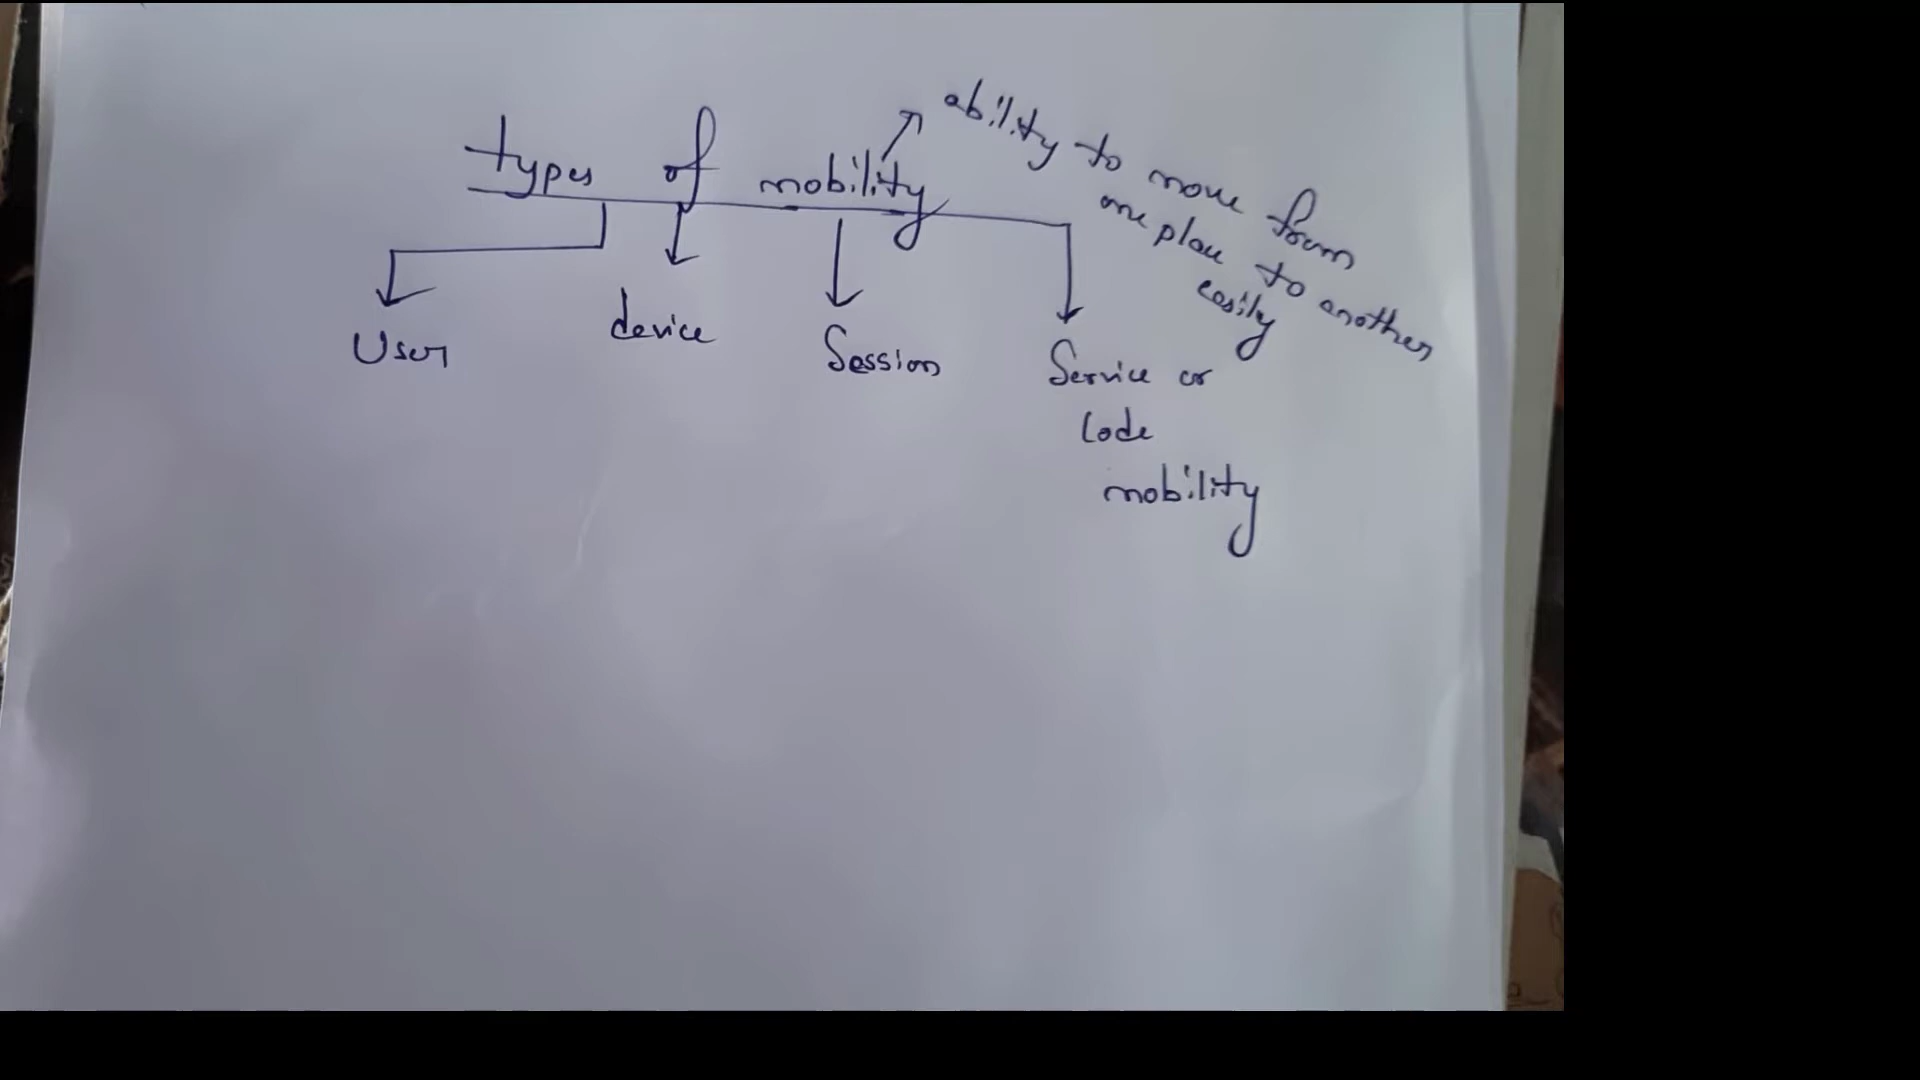 types of mobility
ability to move from
one place to another
easily
User
device
Session
Service or
Code
mobility